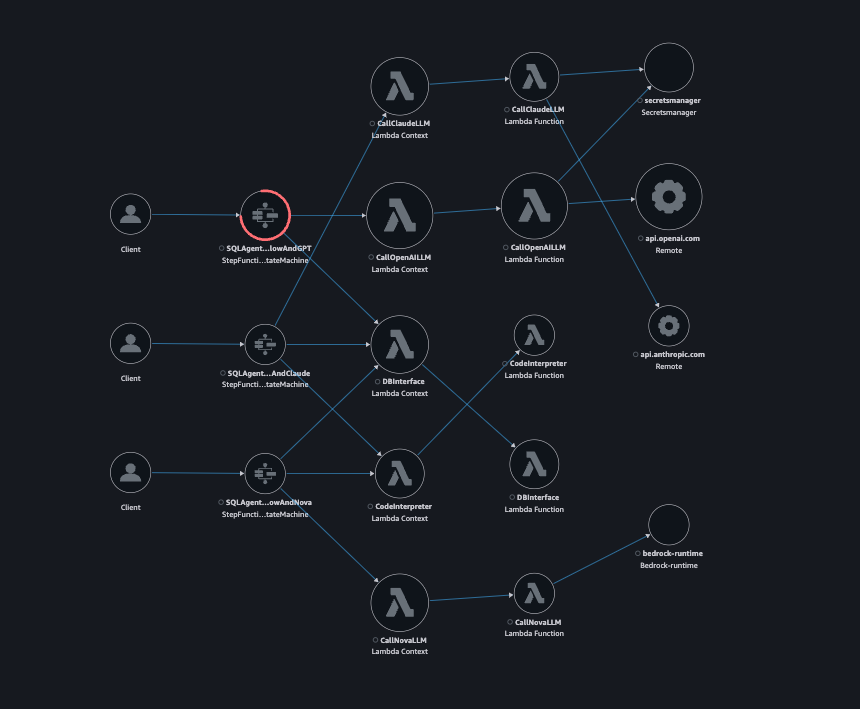 CallClaudeLLM
Lambda Context
CallClaudeLLM
Lambda Function
secretsmanager
Secretsmanager
Client
SQLAgent...lowAndGPT
StepFuncti...tateMachine
CallOpenAILLM
Lambda Context
CallOpenAILLM
Lambda Function
api.openai.com
Remote
Client
SQLAgent...AndClaude
StepFuncti...tateMachine
DBInterface
Lambda Context
CodeInterpreter
Lambda Function
api.anthropic.com
Remote
Client
SQLAgent...owAndNova
StepFuncti...tateMachine
CodeInterpreter
Lambda Context
DBInterface
Lambda Function
bedrock-runtime
Bedrock-runtime
CallNovaLLM
Lambda Context
CallNovaLLM
Lambda Function